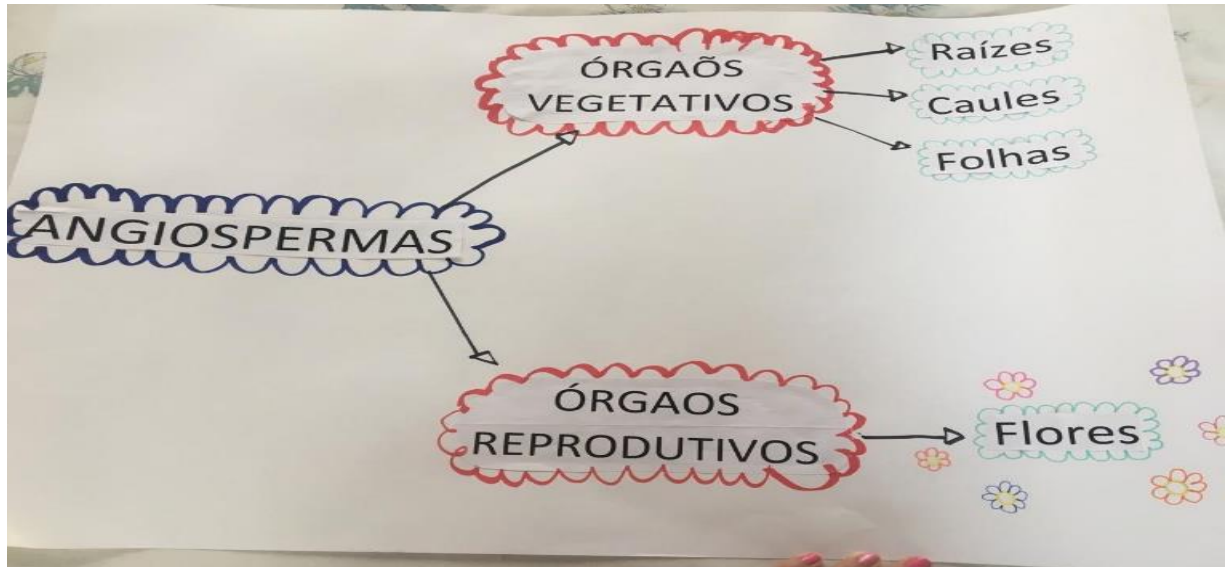 ÓRGAÕS
VEGETATIVOS
Raízes
Caules
Folhas
ANGIOSPERMAS
ÓRGAOS
REPRODUTIVOS
Flores